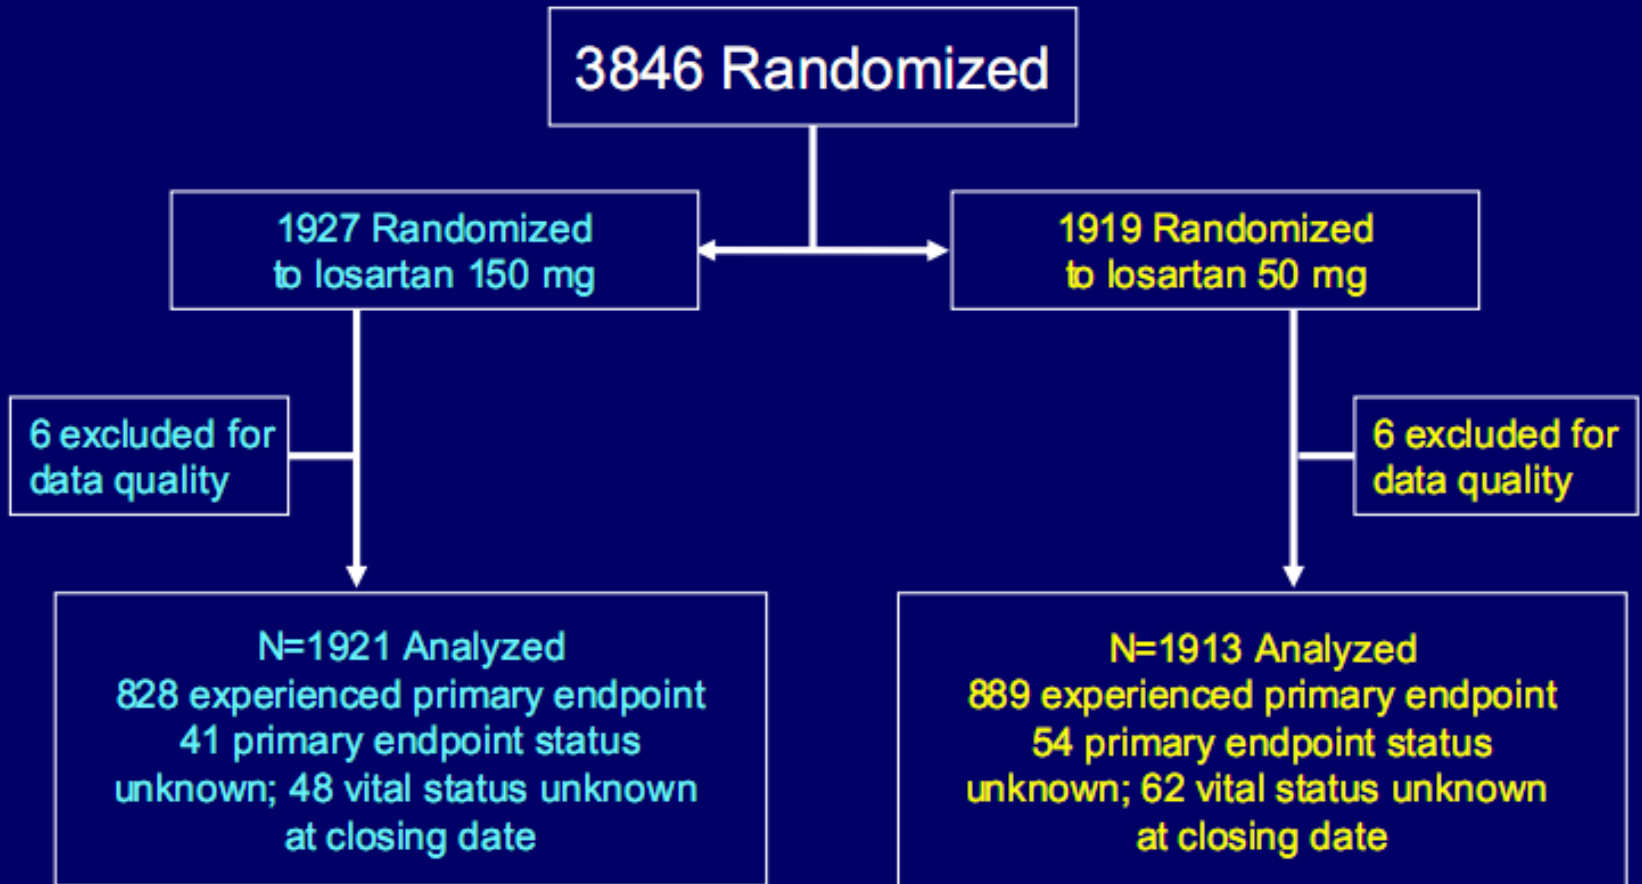 3846 Randomized
1927 Randomized
to losartan 150 mg
1919 Randomized
to losartan 50 mg
6 excluded for
data quality
6 excluded for
data quality
N=1921 Analyzed
828 experienced primary endpoint
41 primary endpoint status
unknown; 48 vital status unknown
at closing date
N=1913 Analyzed
889 experienced primary endpoint
54 primary endpoint status
unknown; 62 vital status unknown
at closing date